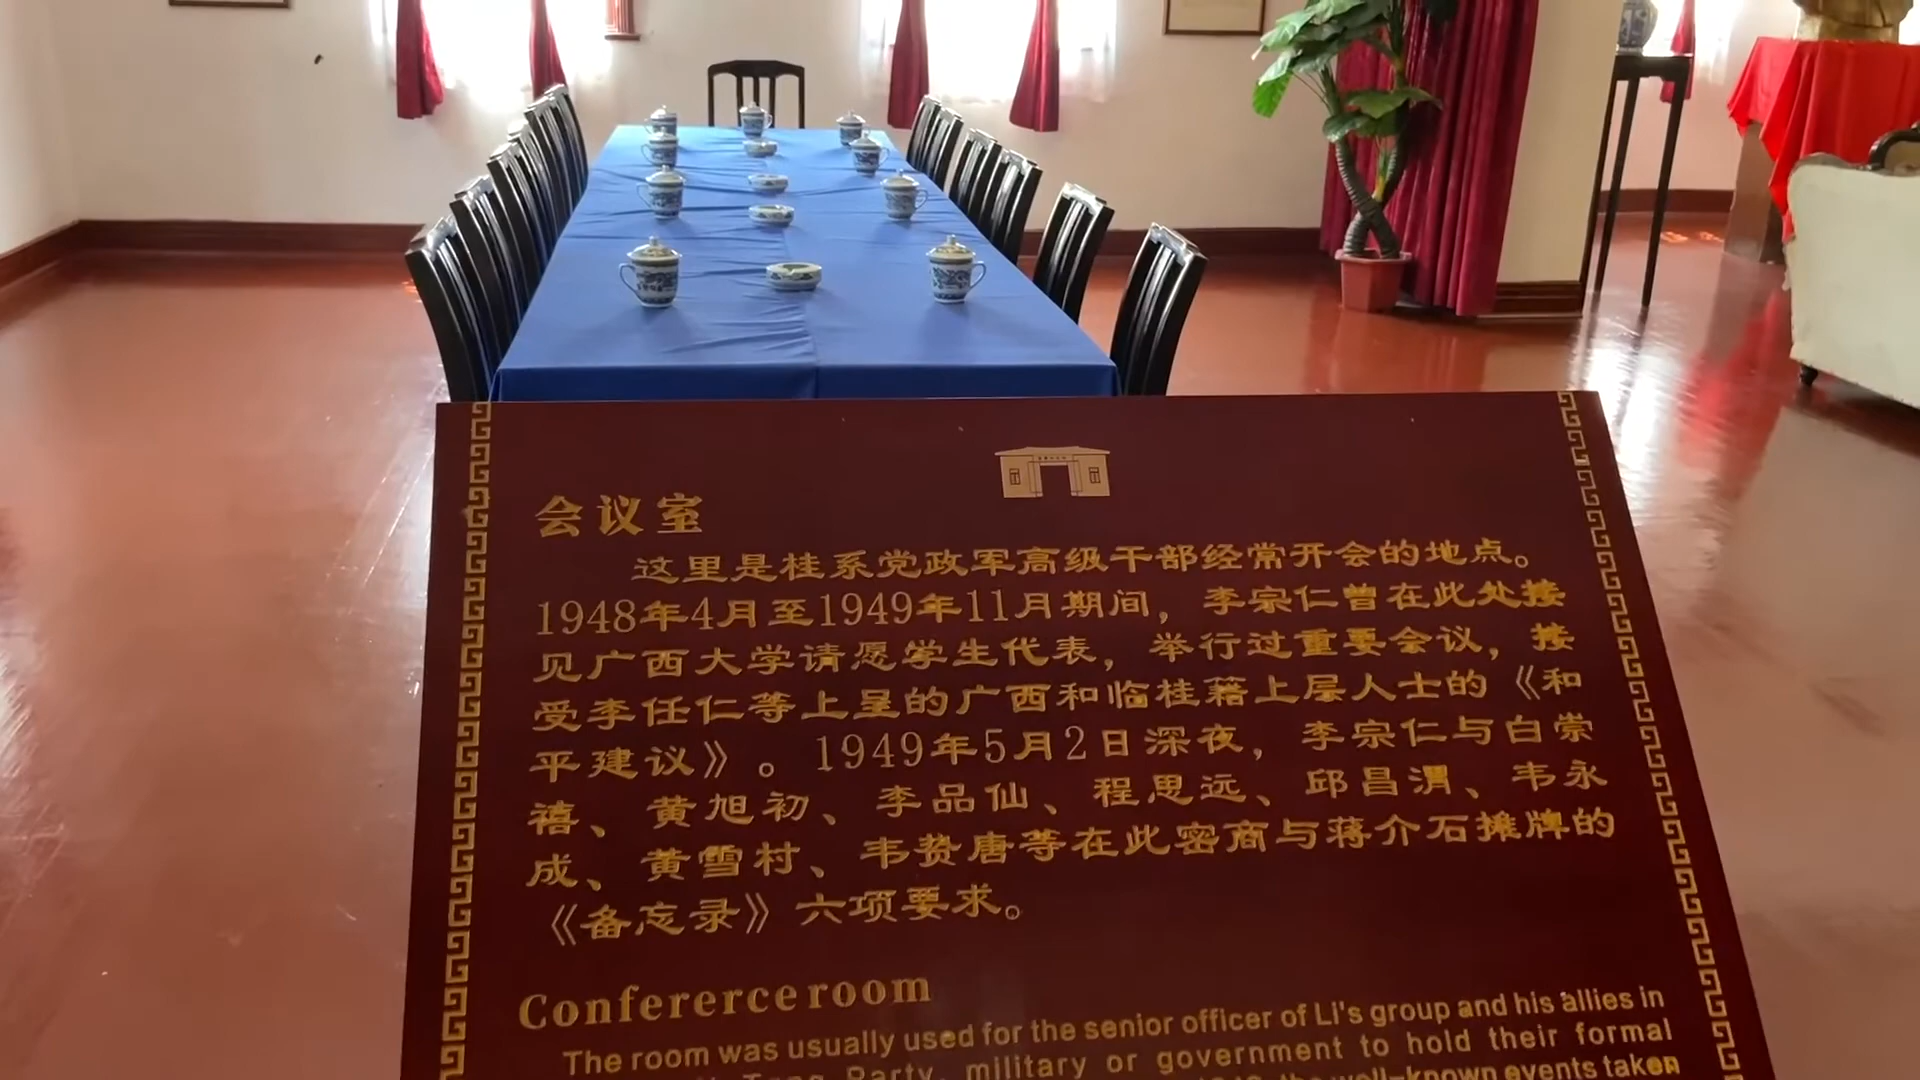 会议室
这里是桂系党政军高级干部经常开会的地点。
1948年4月至1949年11月期间，李宗仁曾在此处接
见广西大学请愿学生代表，举行过重要会议，接
受李任仁等上呈的广西和临桂籍上层人士的《和
平建议》。1949年5月2日深夜，李宗仁与白崇
禧、黄旭初、李品仙、程思远、邱昌渭、韦永
成、黄雪村、韦贽唐等在此密商与蒋介石摊牌的
《备忘录》六项要求。
Confererce room
The room was usually used for the senior officer of Li's group and his allies in
Tang Party, military or government to hold their formal
the well-known events taken